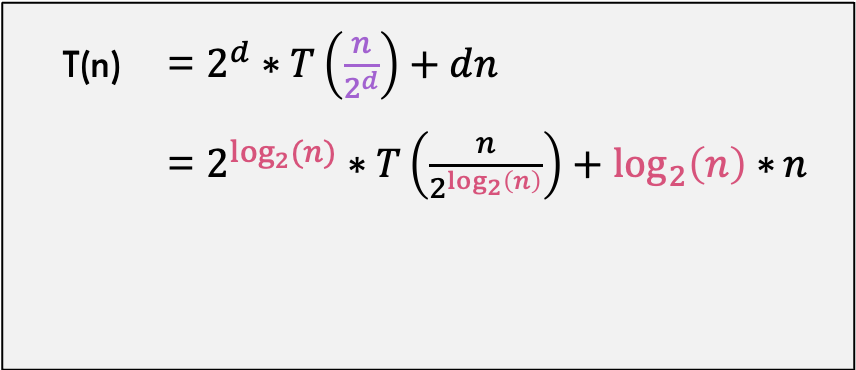 T(n) = 2^d * T(n/2^d) + dn
= 2^{log₂(n)} * T(n/2^{log₂(n)}) + log₂(n) * n